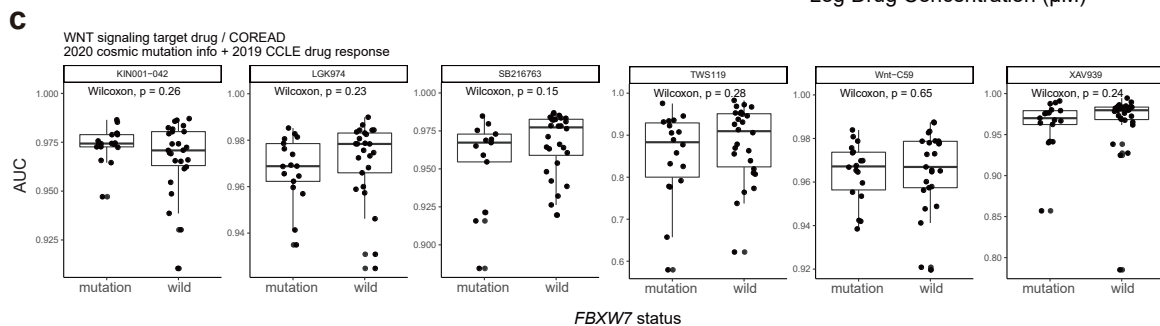 Log Drug Concentration (μM)
C
WNT signaling target drug / COREAD
2020 cosmic mutation info + 2019 CCLE drug response
KIN001-042
LGK974
SB216763
TWS119
Wnt-C59
XAV939
Wilcoxon, p = 0.26
Wilcoxon, p = 0.23
Wilcoxon, p = 0.15
Wilcoxon, p = 0.28
Wilcoxon, p = 0.65
Wilcoxon, p = 0.24
AUC
1.000
0.975
0.950
0.925
1.00
0.98
0.96
0.94
1.000
0.975
0.950
0.925
0.900
1.0
0.9
0.8
0.7
0.6
1.00
0.98
0.96
0.94
0.92
1.00
0.95
0.90
0.85
0.80
mutation wild
mutation wild
mutation wild
mutation wild
mutation wild
mutation wild
FBXW7 status